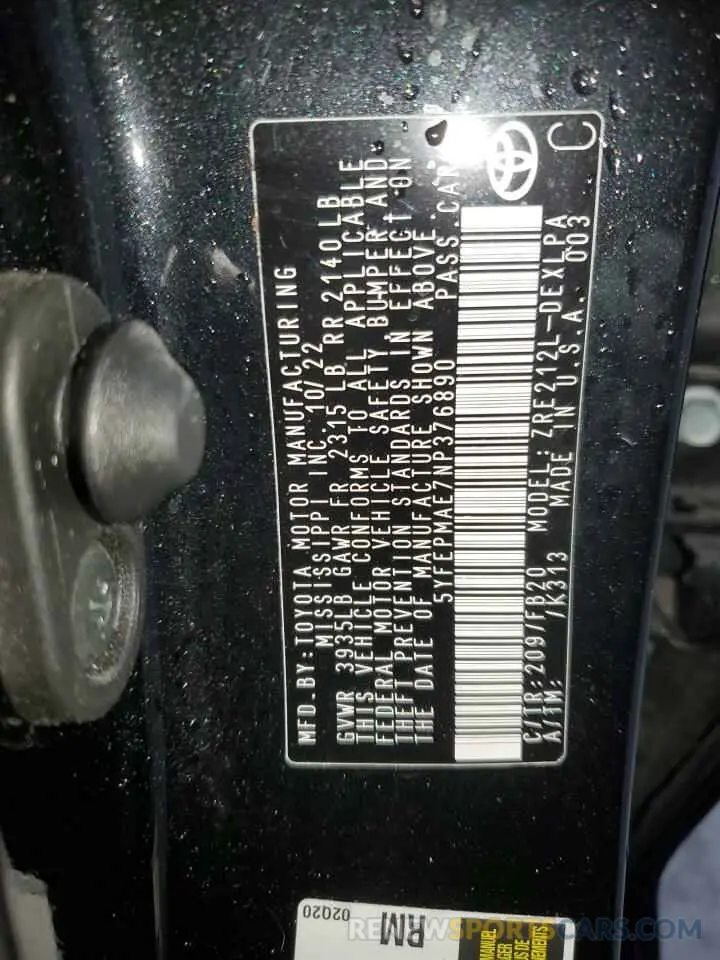 MFD.BY:TOYOTA MOTOR MANUFACTURING
MISSISSIPPI INC. 10/22
GVWR 3935LB GAWR FR 2315 LB RR 2140LB
THIS VEHICLE CONFORMS TO ALL APPLICABLE
FEDERAL MOTOR VEHICLE SAFETY, BUMPER AND
THEFT PREVENTION STANDARDS IN EFFECT ON
THE DATE OF MANUFACTURE SHOWN ABOVE.
5YFEPMAE7NP376890 PASS.CAR
C/TR:209/FB20 MODEL:ZRE212L-DEXLPA
A/TM: /K313 MADE IN U.S.A. 003
C
02020
RM
MANUEL
REVIEWSPORTSCARS.COM